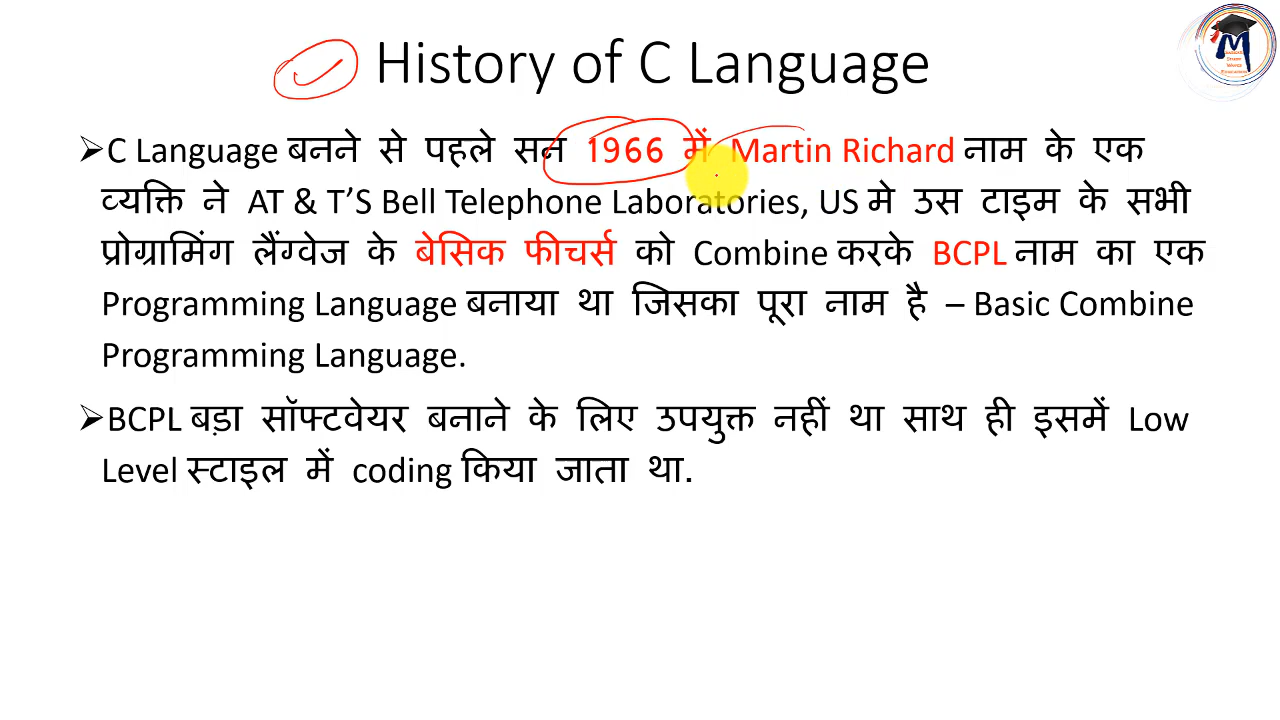 History of C Language
➢C Language बनने से पहले सन 1966 में Martin Richard नाम के एक
व्यक्ति ने AT & T’S Bell Telephone Laboratories, US मे उस टाइम के सभी
प्रोग्रामिंग लैंग्वेज के बेसिक फीचर्स को Combine करके BCPL नाम का एक
Programming Language बनाया था जिसका पूरा नाम है – Basic Combine
Programming Language.
➢BCPL बड़ा सॉफ्टवेयर बनाने के लिए उपयुक्त नहीं था साथ ही इसमें Low
Level स्टाइल में coding किया जाता था.